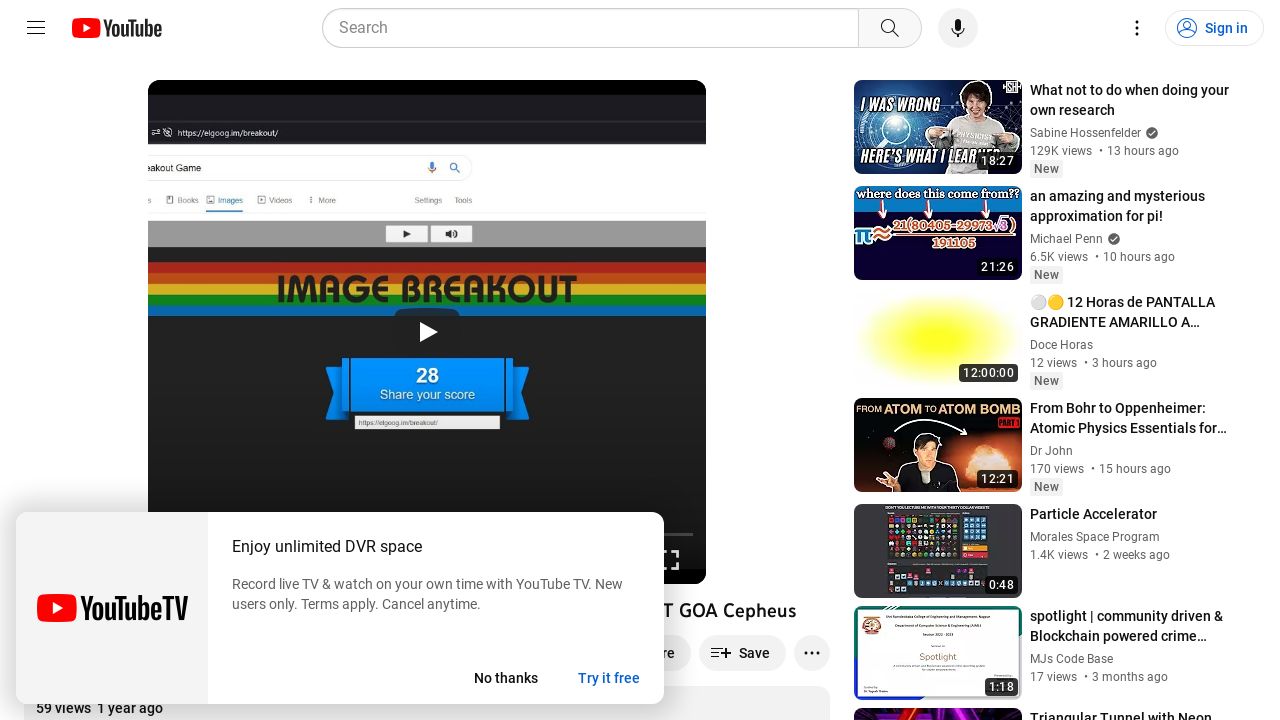 YouTube
Search
Sign in
https://elgoog.im/breakout/
eakout Game
Books
Images
Videos
More
Settings
Tools
IMAGE BREAKOUT
28
Share your score
https://elgoog.im/breakout/
T GOA Cepheus
re
Save
59 views 1 year ago
YouTubeTV
Enjoy unlimited DVR space
Record live TV & watch on your own time with YouTube TV. New
users only. Terms apply. Cancel anytime.
No thanks
Try it free
I WAS WRONG
PHYSICIST
HERE'S WHAT I LEARNED
18:27
What not to do when doing your
own research
Sabine Hossenfelder
129K views • 13 hours ago
New
where does this come from??
π≈ 21(80405-29973√5)
191105
21:26
an amazing and mysterious
approximation for pi!
Michael Penn
6.5K views • 10 hours ago
New
12:00:00
⚪🟡 12 Horas de PANTALLA
GRADIENTE AMARILLO A…
Doce Horas
12 views • 3 hours ago
New
FROM ATOM TO ATOM BOMB
PART 1
12:21
From Bohr to Oppenheimer:
Atomic Physics Essentials for…
Dr John
170 views • 15 hours ago
New
0:48
Particle Accelerator
Morales Space Program
1.4K views • 2 weeks ago
Spotlight
1:18
spotlight | community driven &
Blockchain powered crime…
MJs Code Base
17 views • 3 months ago
Triangular Tunnel with Neon